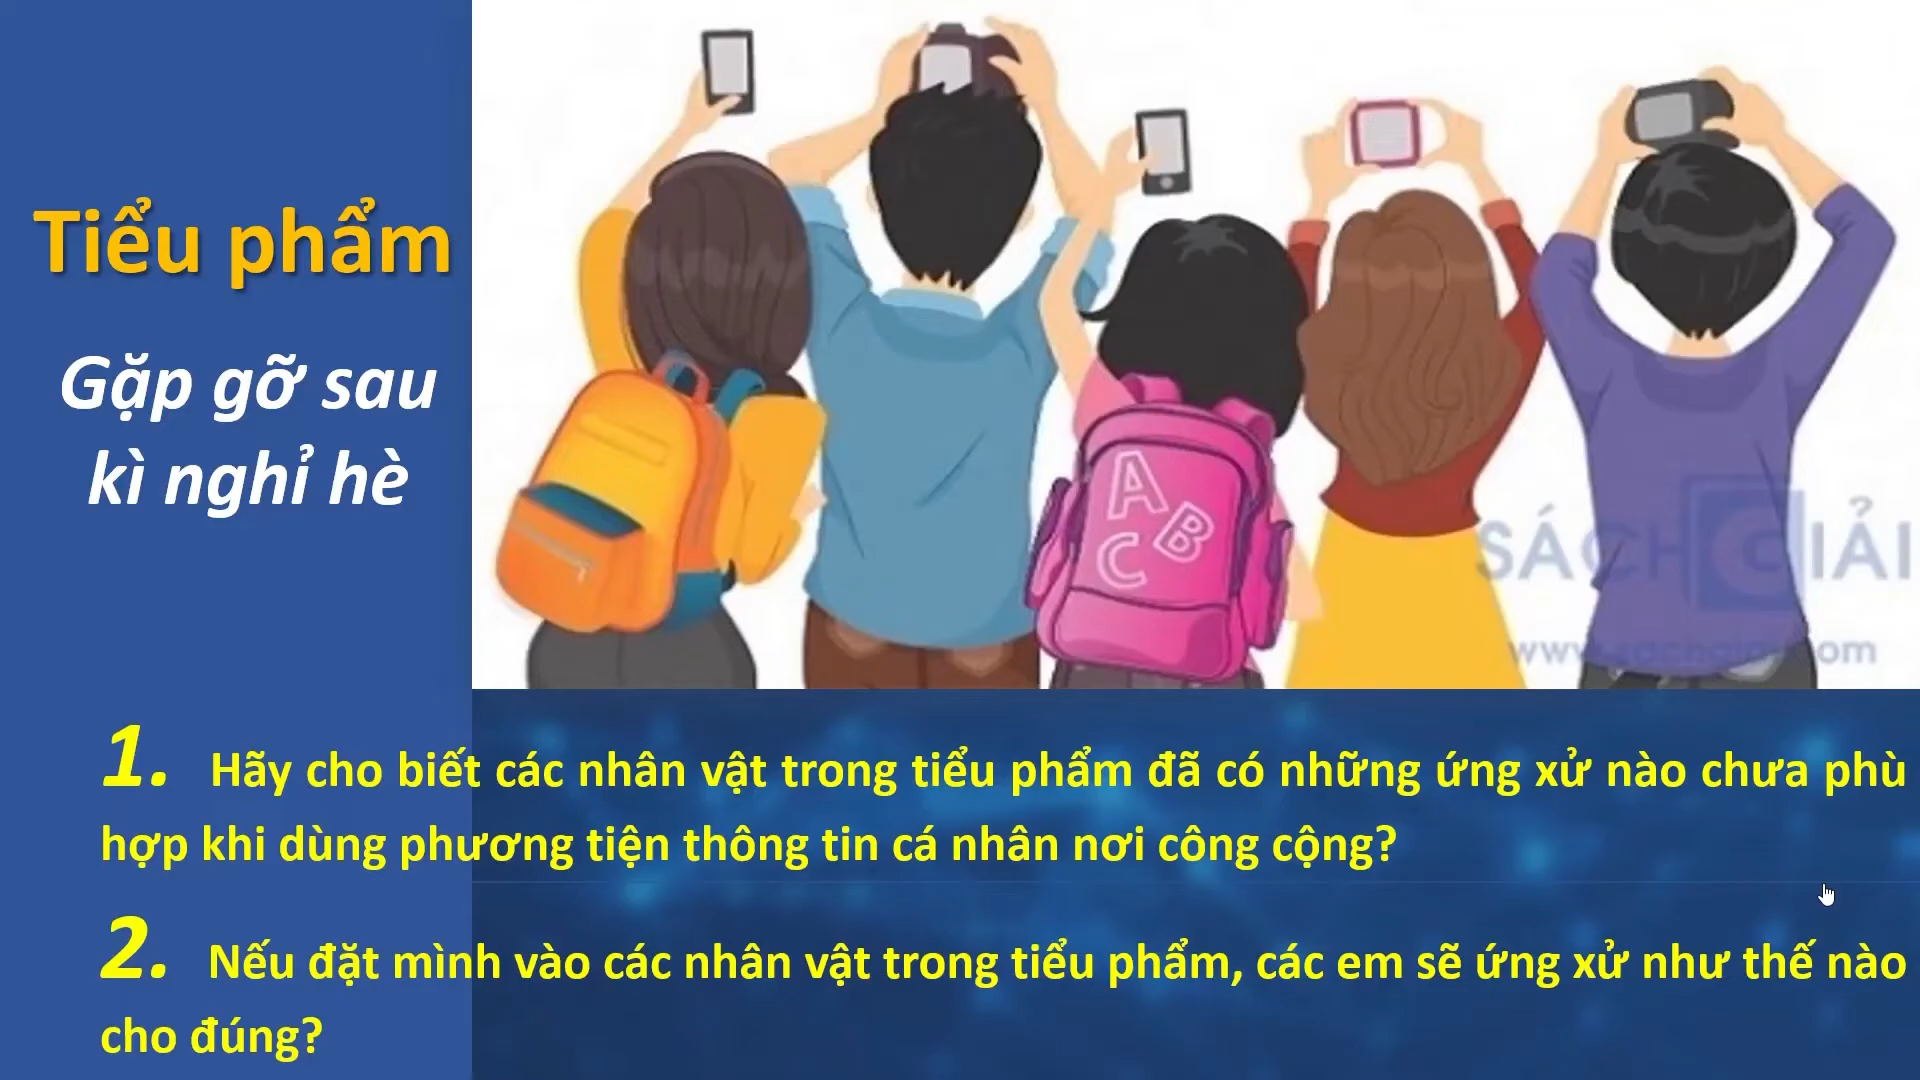 Tiểu phẩm
Gặp gỡ sau
kì nghỉ hè
A
B
C
SÁCH GIẢI
1. Hãy cho biết các nhân vật trong tiểu phẩm đã có những ứng xử nào chưa phù
hợp khi dùng phương tiện thông tin cá nhân nơi công cộng?
2. Nếu đặt mình vào các nhân vật trong tiểu phẩm, các em sẽ ứng xử như thế nào
cho đúng?